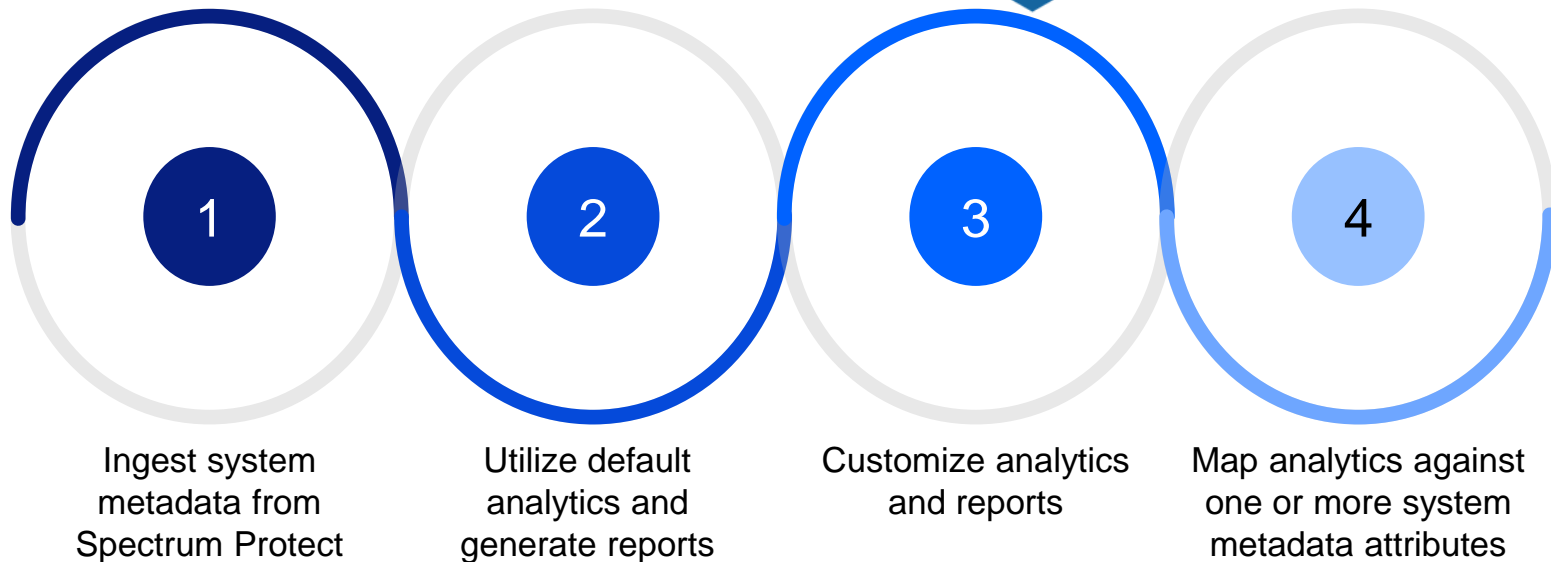 1
2
3
4
Ingest system
metadata from
Spectrum Protect
Utilize default
analytics and
generate reports
Customize analytics
and reports
Map analytics against
one or more system
metadata attributes